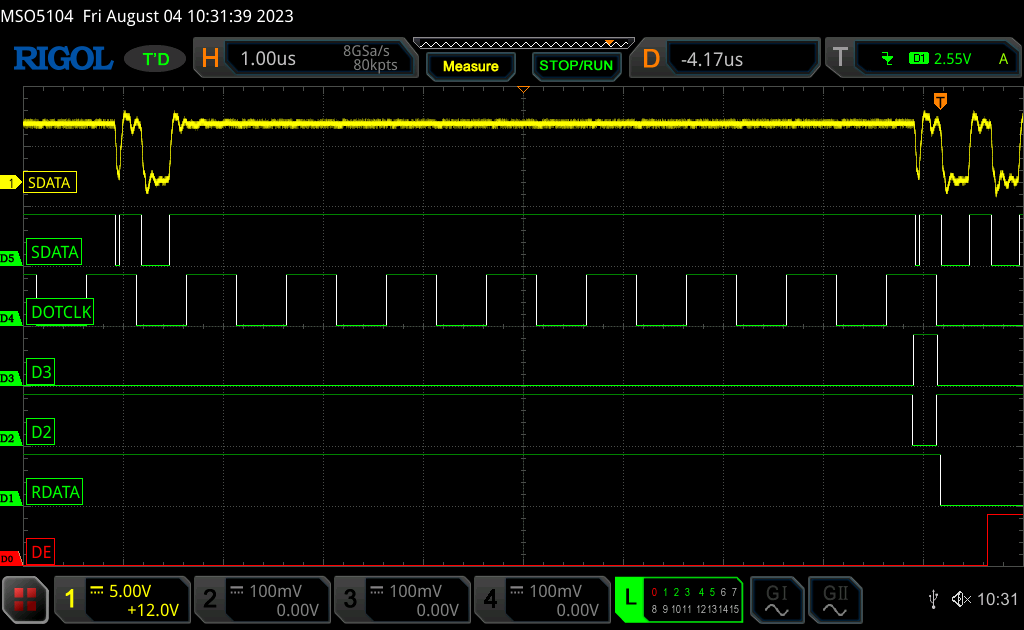 MSO5104 Fri August 04 10:31:39 2023
RIGOL T'D H 1.00us 8GSa/s 80kpts Measure STOP/RUN D -4.17us T D1 2.55V A
T
1 SDATA
D5 SDATA
D4 DOTCLK
D3 D3
D2 D2
D1 RDATA
D0 DE
1 5.00V +12.0V 2 100mV 0.00V 3 100mV 0.00V 4 100mV 0.00V L 0 1 2 3 4 5 6 7 GI GII 10:31
8 9 10 11 12 13 14 15